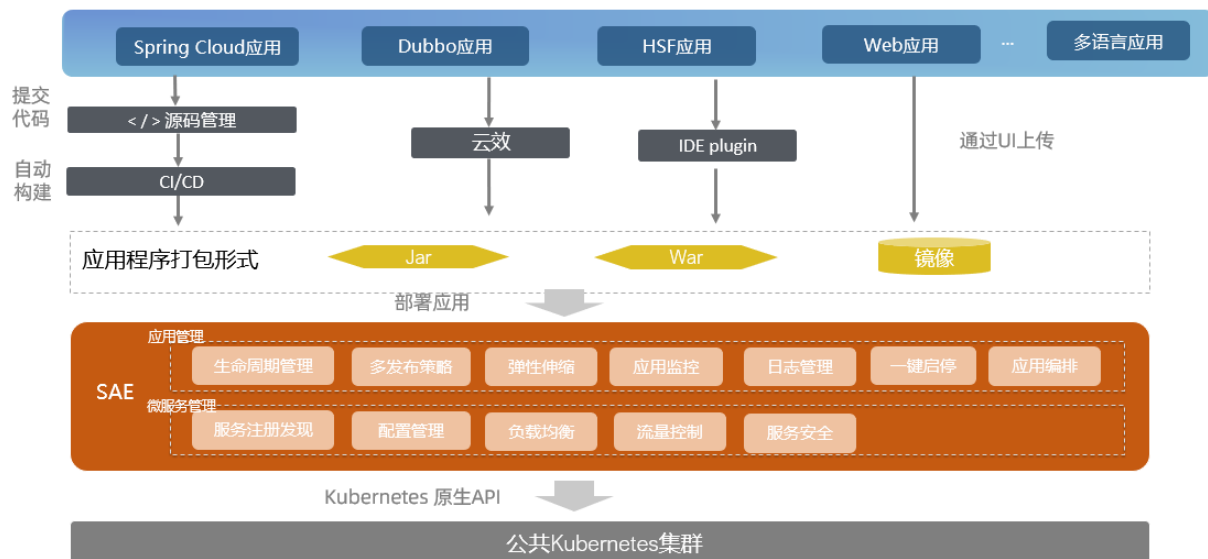 Spring Cloud应用
Dubbo应用
HSF应用
Web应用
...
多语言应用
提交
代码
</>源码管理
云效
IDE plugin
通过UI上传
自动
构建
CI/CD
应用程序打包形式
Jar
War
镜像
部署应用
应用管理
生命周期管理
多发布策略
弹性伸缩
应用监控
日志管理
一键启停
应用编排
SAE
微服务管理
服务注册发现
配置管理
负载均衡
流量控制
服务安全
Kubernetes 原生API
公共Kubernetes集群